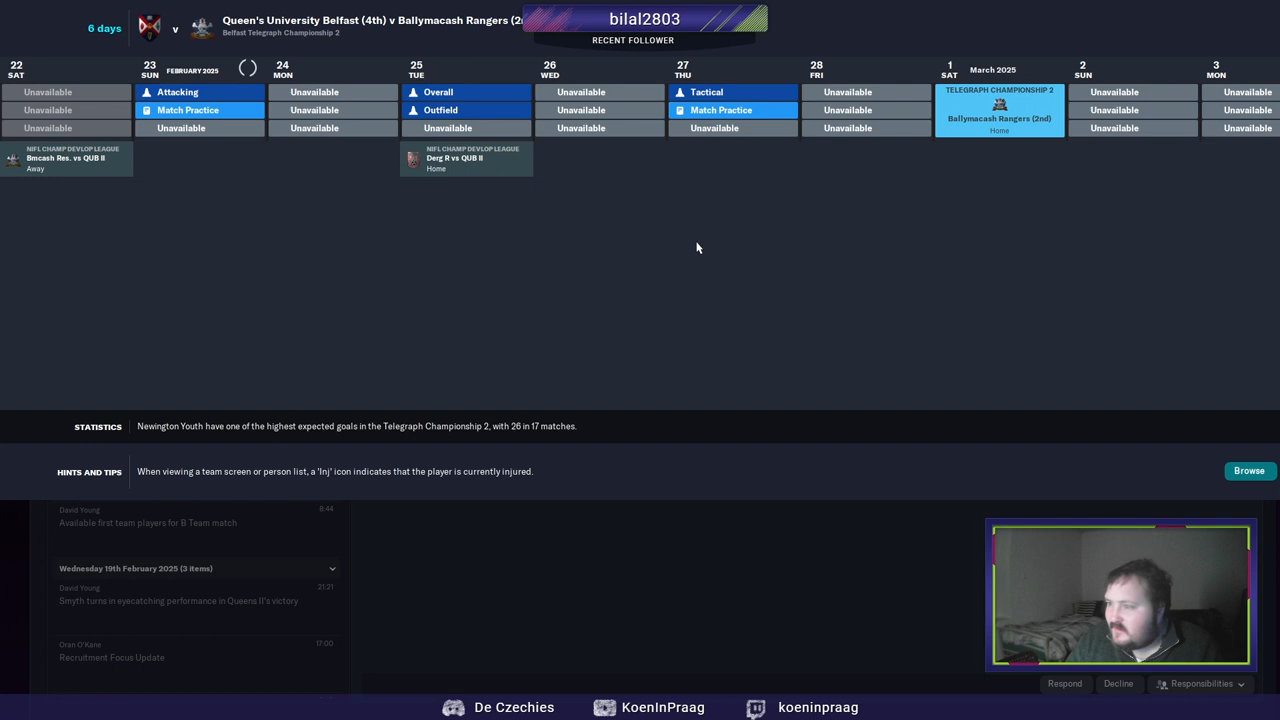 6 days
v
Queen's University Belfast (4th) v Ballymacash Rangers (2n
Belfast Telegraph Championship 2
bilal2803
RECENT FOLLOWER
22 SAT
23 SUN
FEBRUARY 2025
24 MON
25 TUE
26 WED
27 THU
28 FRI
1 SAT
March 2025
2 SUN
3 MON
Unavailable Attacking Unavailable Overall Unavailable Tactical Unavailable TELEGRAPH CHAMPIONSHIP 2 Unavailable Unavailable
Unavailable Match Practice Unavailable Outfield Unavailable Match Practice Unavailable Ballymacash Rangers (2nd) Unavailable Unavailable
Unavailable Unavailable Unavailable Unavailable Unavailable Unavailable Unavailable Home Unavailable Unavailable
NIFL CHAMP DEVLOP LEAGUE
Bmcash Res. vs QUB II
Away
NIFL CHAMP DEVLOP LEAGUE
Derg R vs QUB II
Home
STATISTICS
Newington Youth have one of the highest expected goals in the Telegraph Championship 2, with 26 in 17 matches.
HINTS AND TIPS
When viewing a team screen or person list, a 'Inj' icon indicates that the player is currently injured.
Browse
David Young 8:44
Available first team players for B Team match
Wednesday 19th February 2025 (3 items)
David Young 21:21
Smyth turns in eyecatching performance in Queens II's victory
Oran O'Kane 17:00
Recruitment Focus Update
Respond Decline Responsibilities
De Czechies KoenInPraag koeninpraag